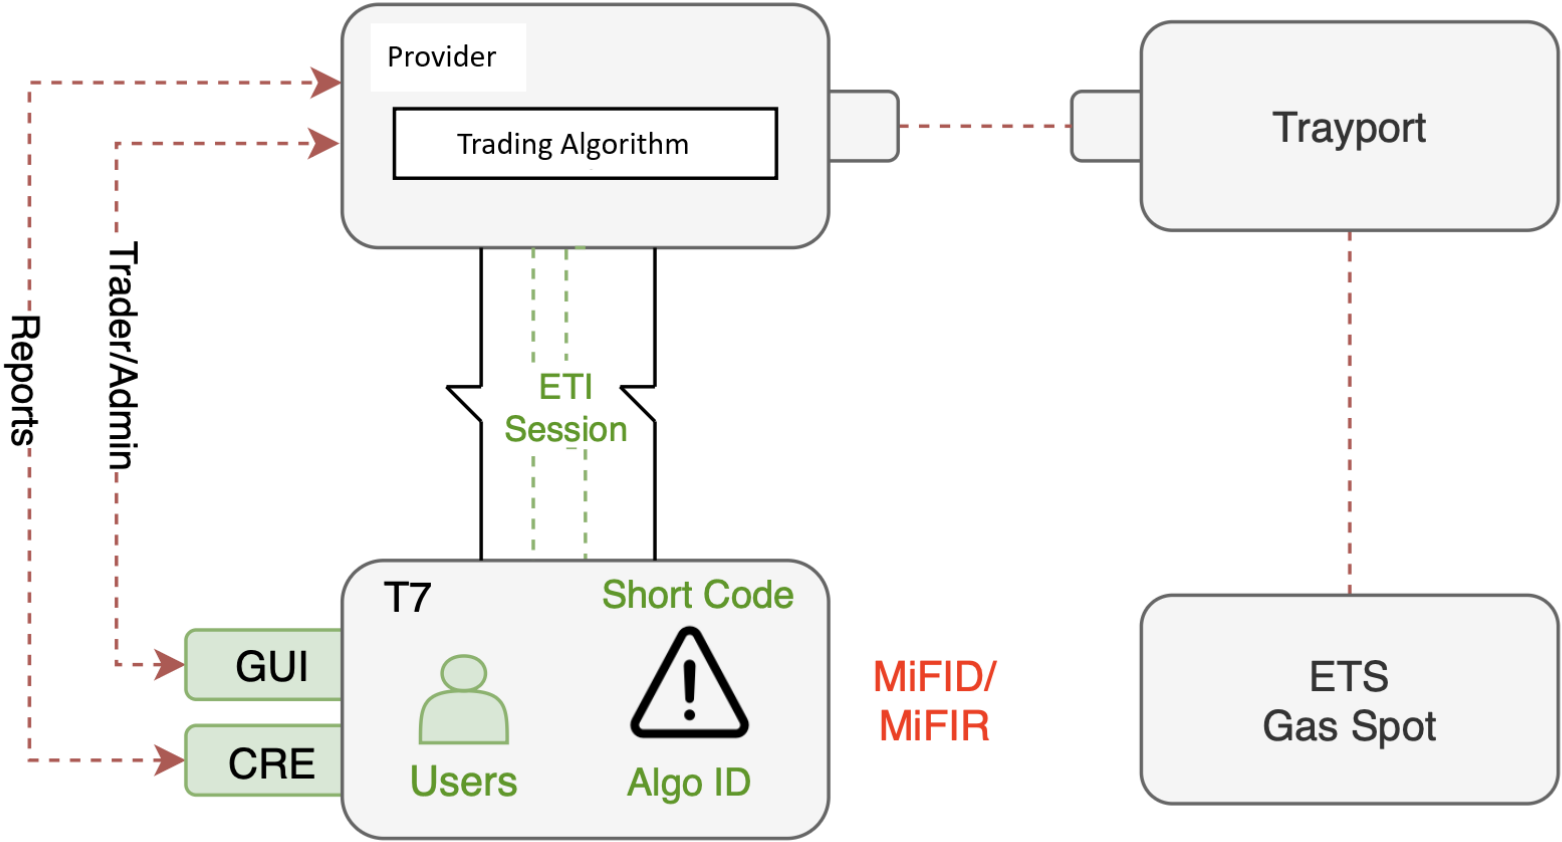 Provider
Trading Algorithm
Trayport
Reports
Trader/Admin
ETI
Session
T7
Short Code
GUI
CRE
Users
Algo ID
MiFID/
MiFIR
ETS
Gas Spot